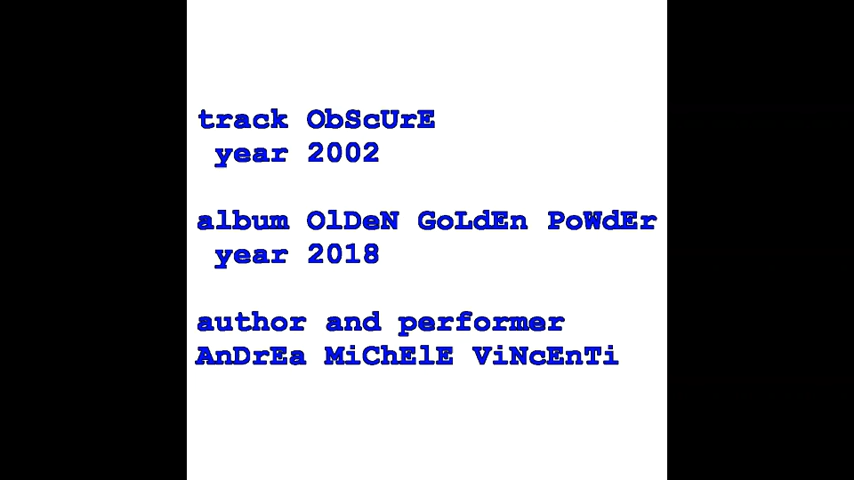 track ObScUrE
year 2002
album OlDeN GoLdEn PoWdEr
year 2018
author and performer
AnDrEa MiChElE ViNcEnTi